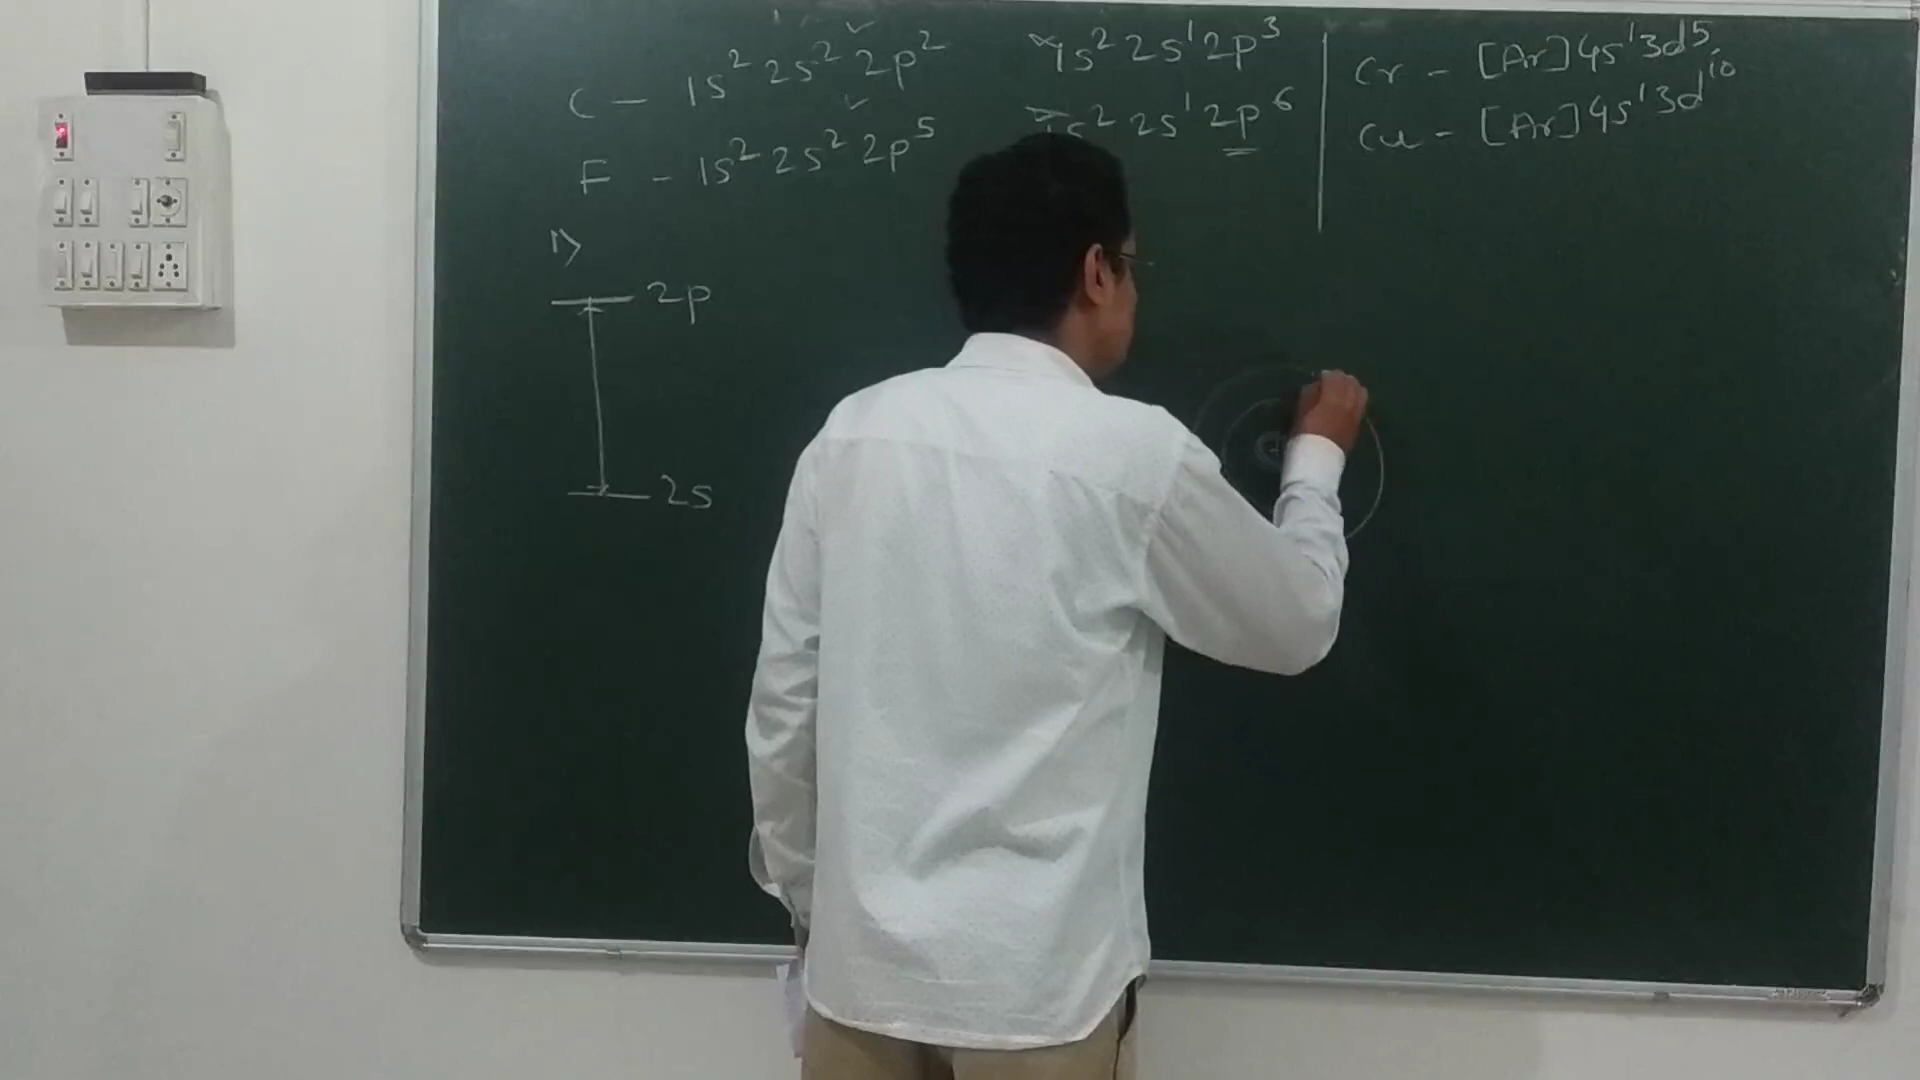 C – 1s² 2s² 2p² 1s² 2s¹ 2p³
F – 1s² 2s² 2p⁵ 1s² 2s¹ 2p⁶
Cr – [Ar] 4s¹ 3d⁵,
Cu – [Ar] 4s¹ 3d¹⁰
1)
2p
2s